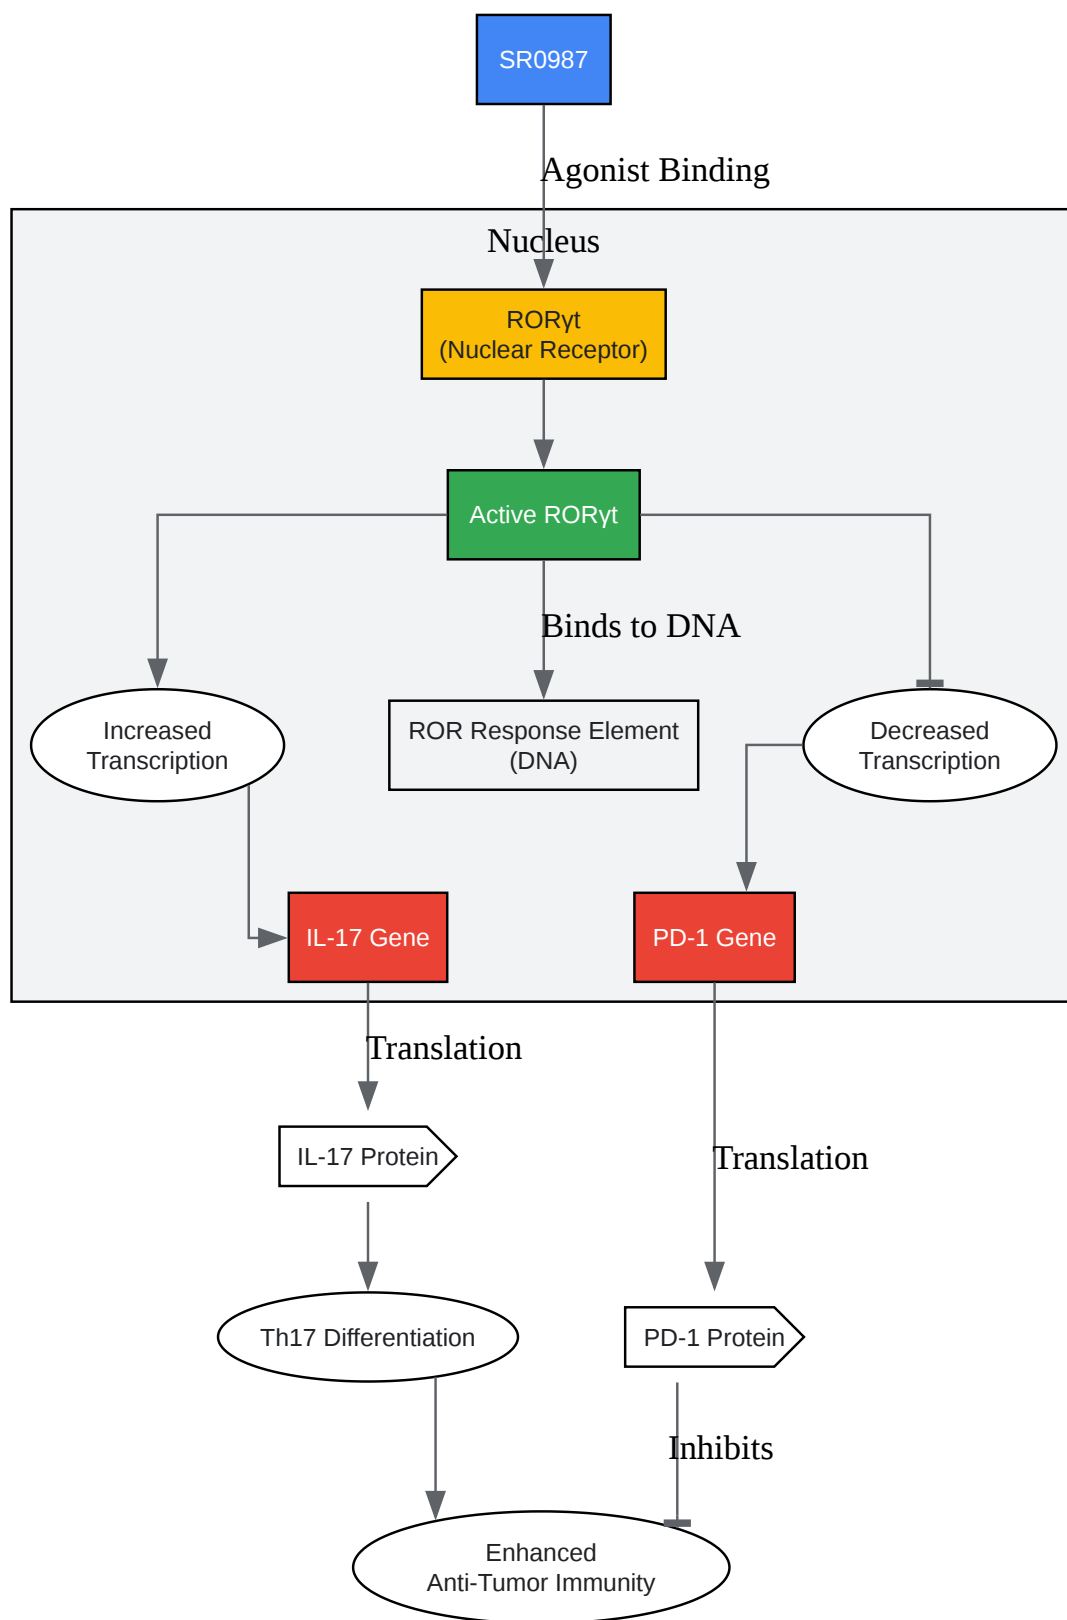 SR0987
Agonist Binding
Nucleus
RORγt
(Nuclear Receptor)
Active RORγt
Binds to DNA
Increased
Transcription
ROR Response Element
(DNA)
Decreased
Transcription
IL-17 Gene
PD-1 Gene
Translation
IL-17 Protein
Translation
Th17 Differentiation
PD-1 Protein
Inhibits
Enhanced
Anti-Tumor Immunity